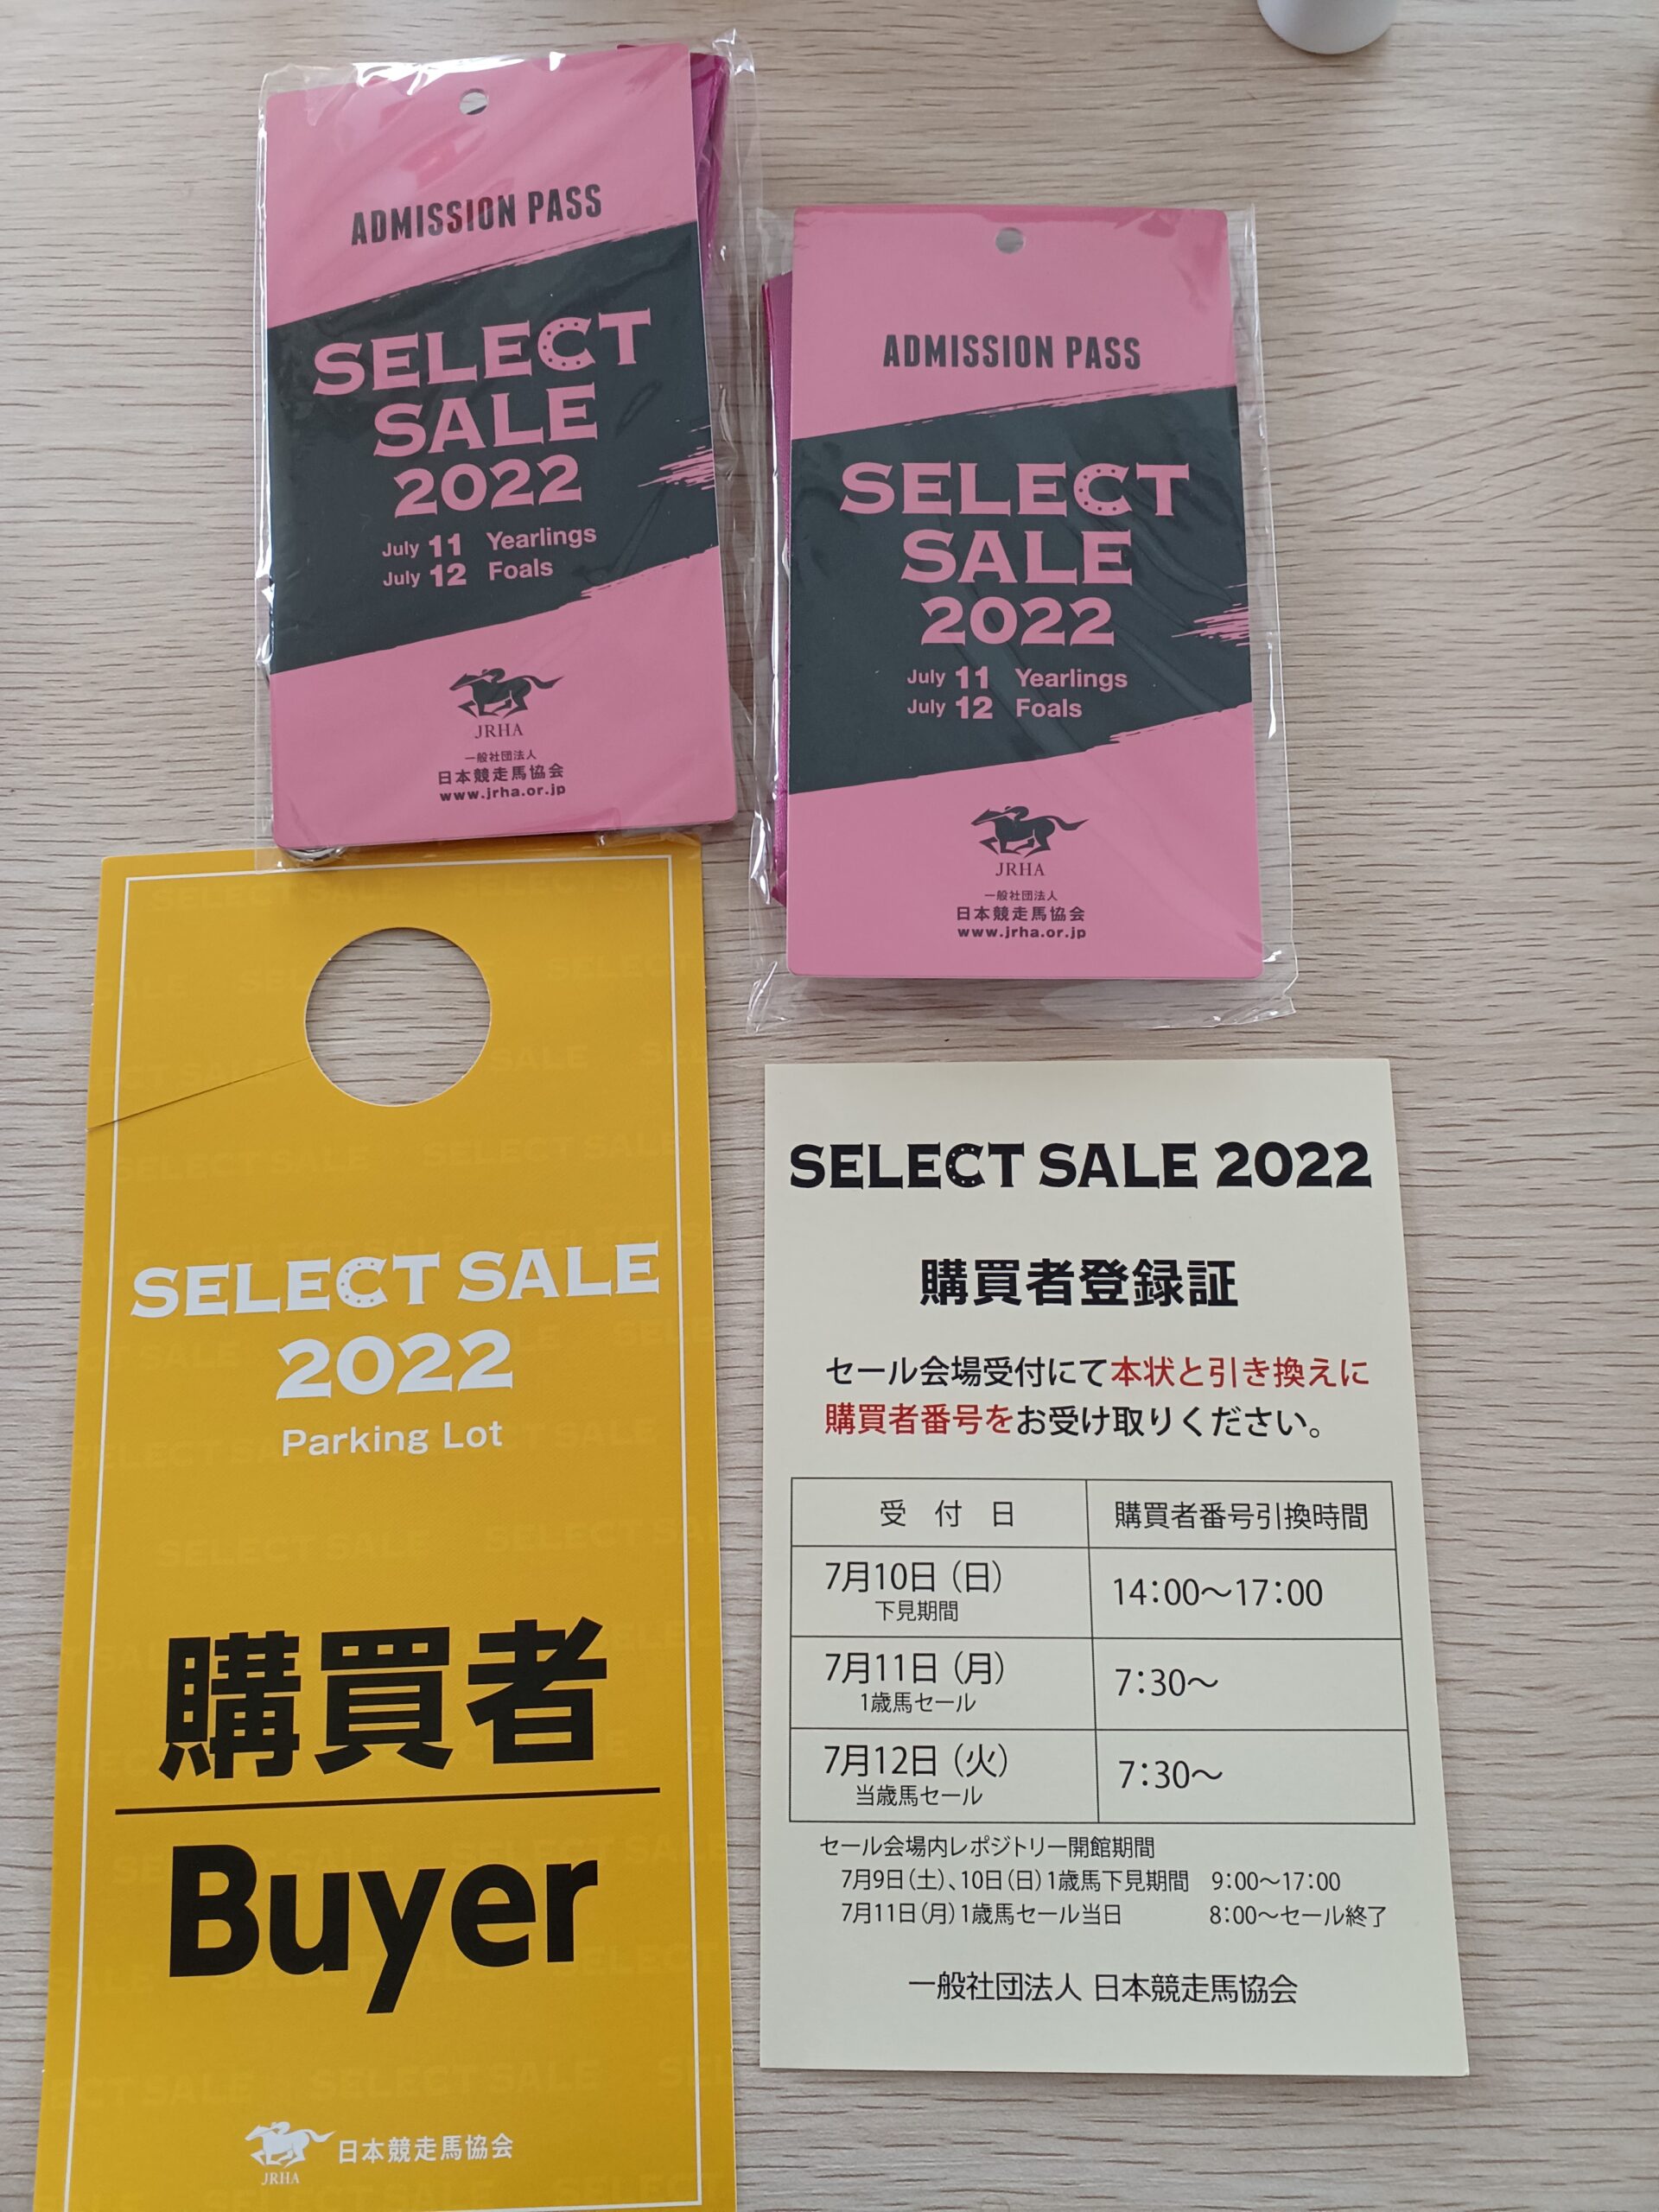 ADMISSION PASS
SELECT
SALE
2022
July 11 Yearlings
July 12 Foals
JRHA
一般社団法人
日本競走馬協会
www.jrha.or.jp
ADMISSION PASS
SELECT
SALE
2022
July 11 Yearlings
July 12 Foals
JRHA
一般社団法人
日本競走馬協会
www.jrha.or.jp
SELECT SALE
2022
Parking Lot
購買者
Buyer
JRHA
日本競走馬協会
SELECT SALE 2022
購買者登録証
セール会場受付にて本状と引き換えに
購買者番号をお受け取りください。
受付日 購買者番号引換時間
7月10日（日） 14：00～17：00
下見期間
7月11日（月） 7：30～
1歳馬セール
7月12日（火） 7：30～
当歳馬セール
セール会場内レポジトリー開館期間
7月9日（土）、10日（日）1歳馬下見期間 9：00～17：00
7月11日（月）1歳馬セール当日 8：00～セール終了
一般社団法人 日本競走馬協会